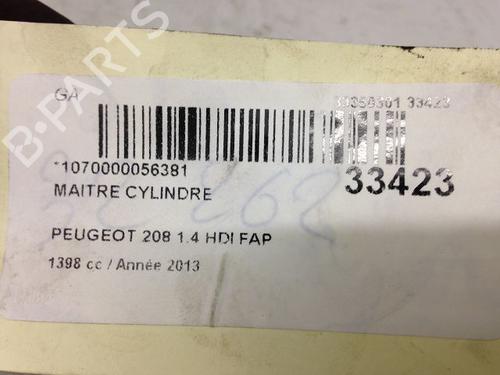 B-PARTS
GA
33423
*1070000056381
MAITRE CYLINDRE
33423
PEUGEOT 208 1.4 HDI FAP
1398 cc / Année 2013